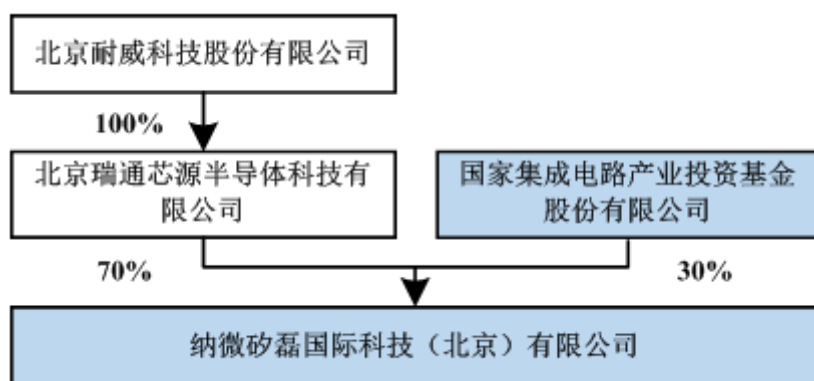 北京耐威科技股份有限公司
100%
北京瑞通芯源半导体科技有
限公司
国家集成电路产业投资基金
股份有限公司
70%
30%
纳微矽磊国际科技（北京）有限公司